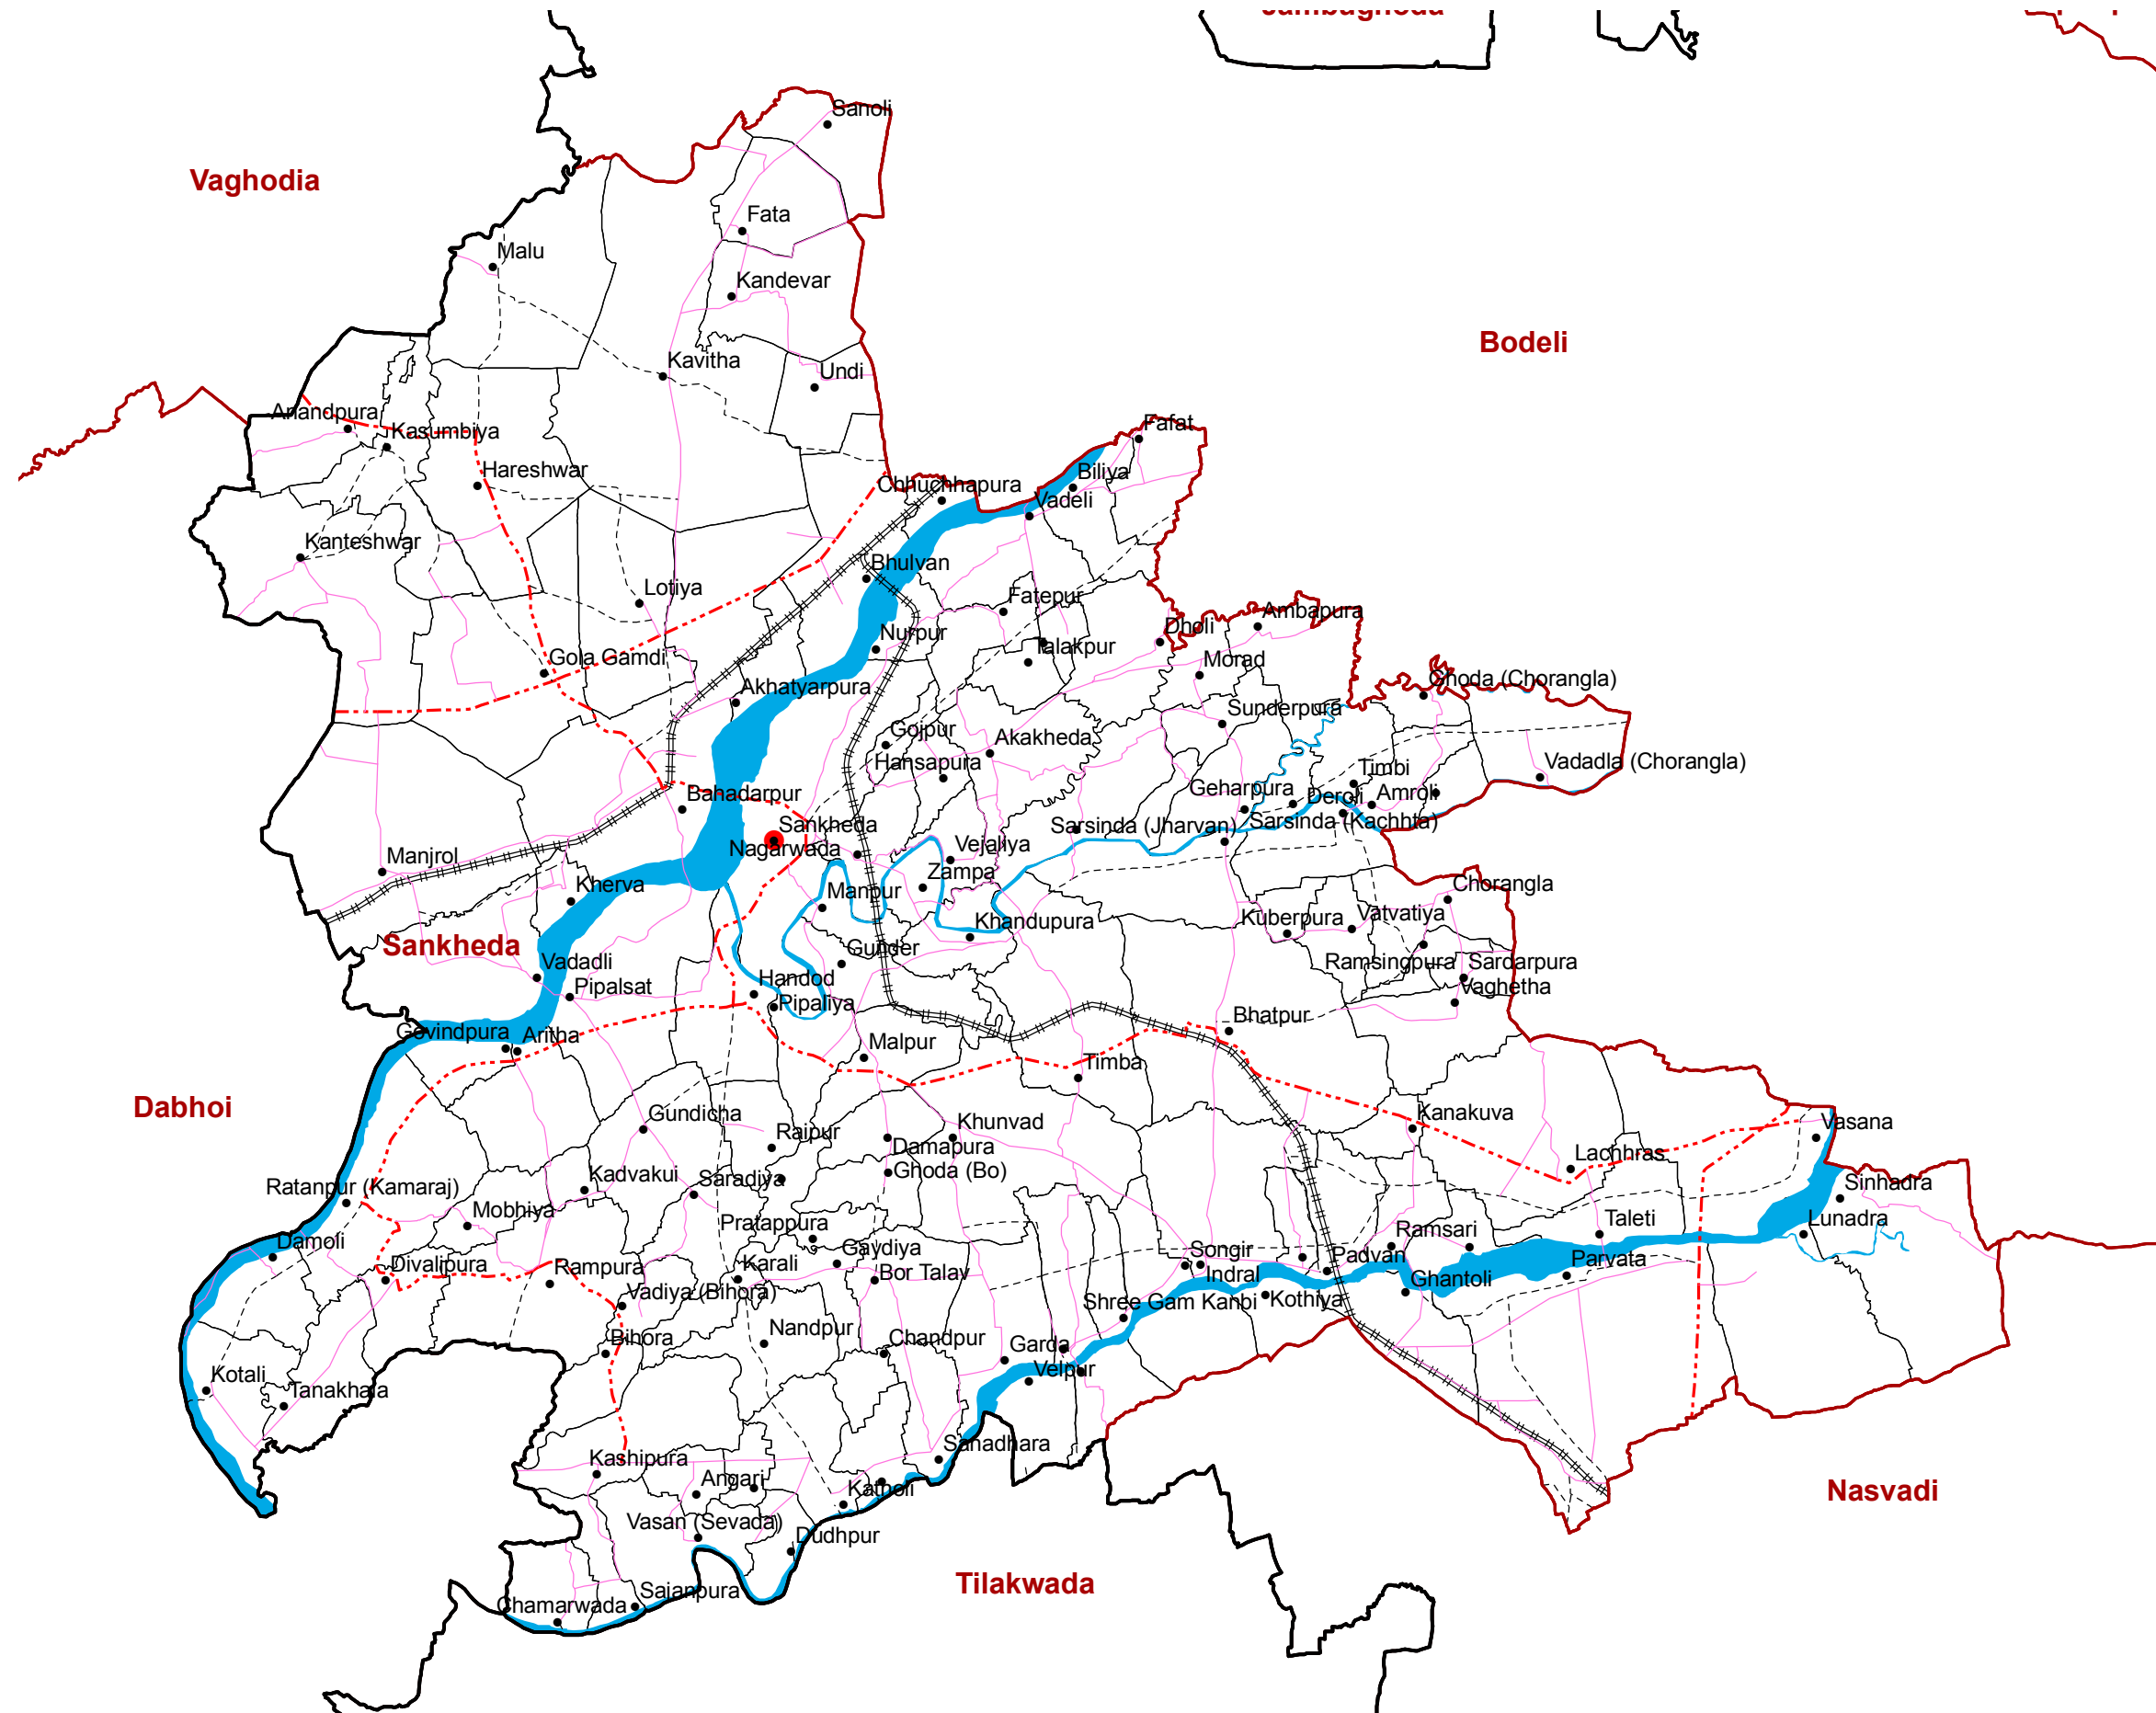 Sanoli
Vaghodia
Fata
Malu
Kandevar
Bodeli
Kavitha
Undi
Anandpura
Kasumbiya
Fafat
Hareshwar
Chhuchhapura
Biliya
Vadeli
Kanteshwar
Bhulvan
Lotiya
Fatepur
Ambapura
Nurpur
Talakpur
Dholi
Gola Gamdi
Morad
Akhatyarpura
Ghoda (Chorangla)
Sunderpura
Gojpur
Akakheda
Hansapura
Timbi
Vadadla (Chorangla)
Bahadarpur
Geharpura
Deroli
Amroli
Sankheda
Sarsinda (Jharvan)
Sarsinda (Kachhta)
Nagarwada
Vejaliya
Manjrol
Zampa
Kherva
Manpur
Chorangla
Khandupura
Kuberpura
Vatvatiya
Sankheda
Gunder
Vadadli
Ramsingpura
Sardarpura
Pipalsat
Handod
Vaghetha
Pipaliya
Govindpura
Aritha
Bhatpur
Malpur
Timba
Dabhoi
Gundicha
Raipur
Khunvad
Kanakuva
Vasana
Damapura
Lachhras
Kadvakui
Saradiya
Ghoda (Bo)
Ratanpur (Kamaraj)
Sinhadra
Mobhiya
Pratappura
Taleti
Lunadra
Ramsari
Damoli
Gaydiya
Songir
Padvan
Divalipura
Rampura
Karali
Bor Talav
Indral
Parvata
Vadiya (Bihora)
Ghantoli
Shree Gam Kanbi
Kothiya
Bihora
Nandpur
Chandpur
Garda
Kotali
Tanakhala
Velpur
Sanadhara
Kashipura
Angari
Katholi
Nasvadi
Vasan (Sevada)
Dudhpur
Tilakwada
Chamarwada
Sajanpura